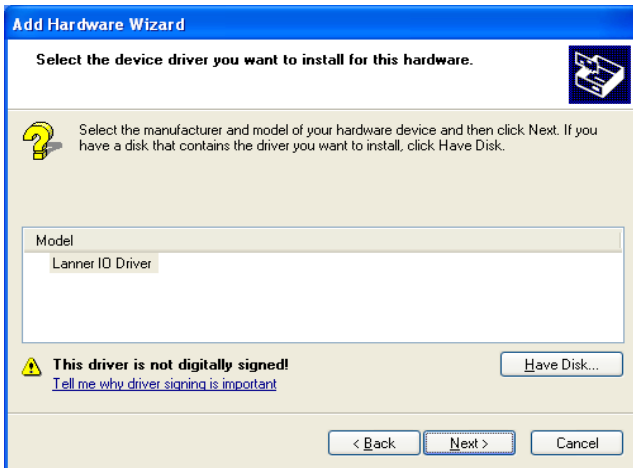 Add Hardware Wizard
Select the device driver you want to install for this hardware.
Select the manufacturer and model of your hardware device and then click Next. If you
have a disk that contains the driver you want to install, click Have Disk.
Model
Lanner IO Driver
This driver is not digitally signed!
Have Disk...
Tell me why driver signing is important
< Back
Next >
Cancel